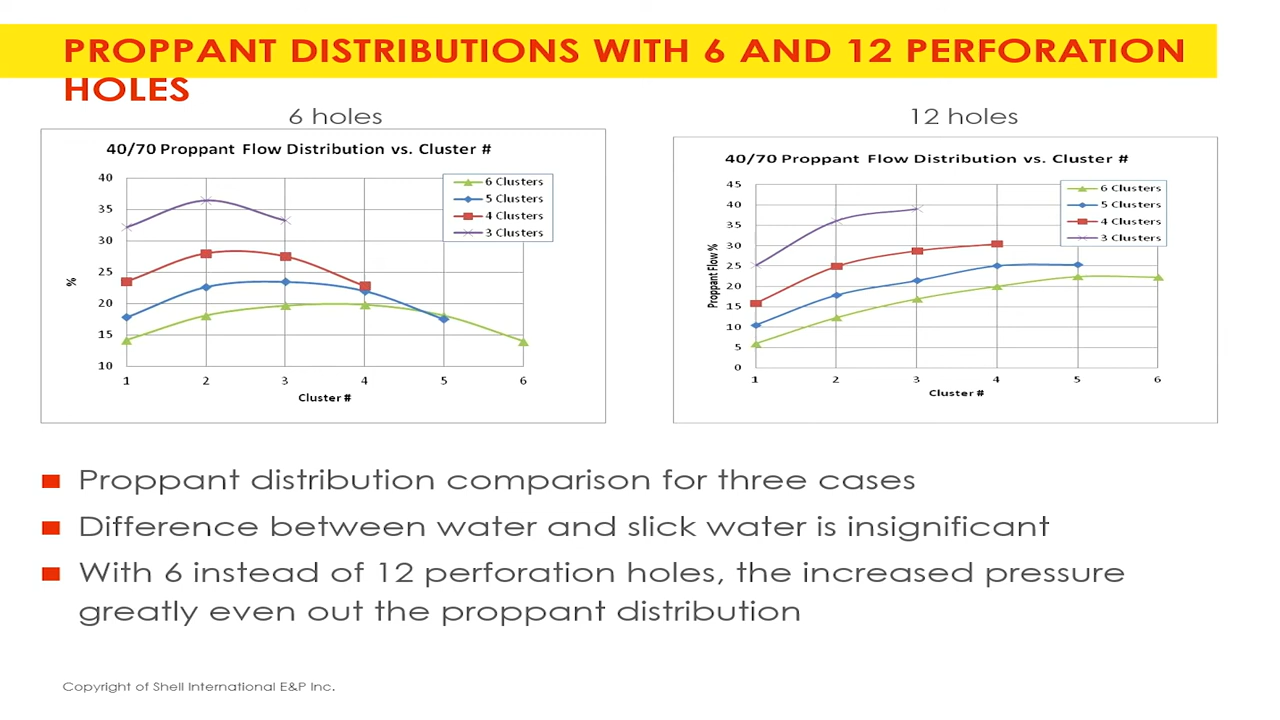 PROPPANT DISTRIBUTIONS WITH 6 AND 12 PERFORATION
HOLES
6 holes
40/70 Proppant Flow Distribution vs. Cluster #
6 Clusters
5 Clusters
4 Clusters
3 Clusters
40
35
30
25
20
15
10
%
1 2 3 4 5 6
Cluster #
12 holes
40/70 Proppant Flow Distribution vs. Cluster #
6 Clusters
5 Clusters
4 Clusters
3 Clusters
45
40
35
30
25
20
15
10
5
0
Proppant Flow %
1 2 3 4 5 6
Cluster #
Proppant distribution comparison for three cases
Difference between water and slick water is insignificant
With 6 instead of 12 perforation holes, the increased pressure
greatly even out the proppant distribution
Copyright of Shell International E&P Inc.